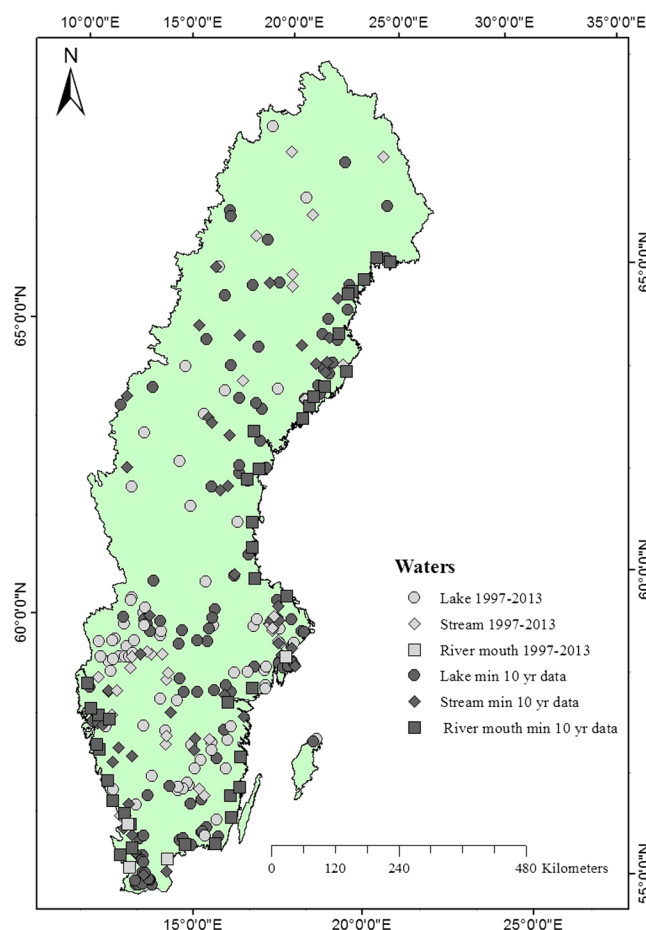 10°0'0"E 15°0'0"E 20°0'0"E 25°0'0"E 30°0'0"E 35°0'0"E
N
65°0'0"N
65°0'0"N
Waters
Lake 1997-2013
Stream 1997-2013
River mouth 1997-2013
Lake min 10 yr data
Stream min 10 yr data
River mouth min 10 yr data
60°0'0"N
60°0'0"N
0 120 240 480 Kilometers
55°0'0"N
15°0'0"E 20°0'0"E 25°0'0"E